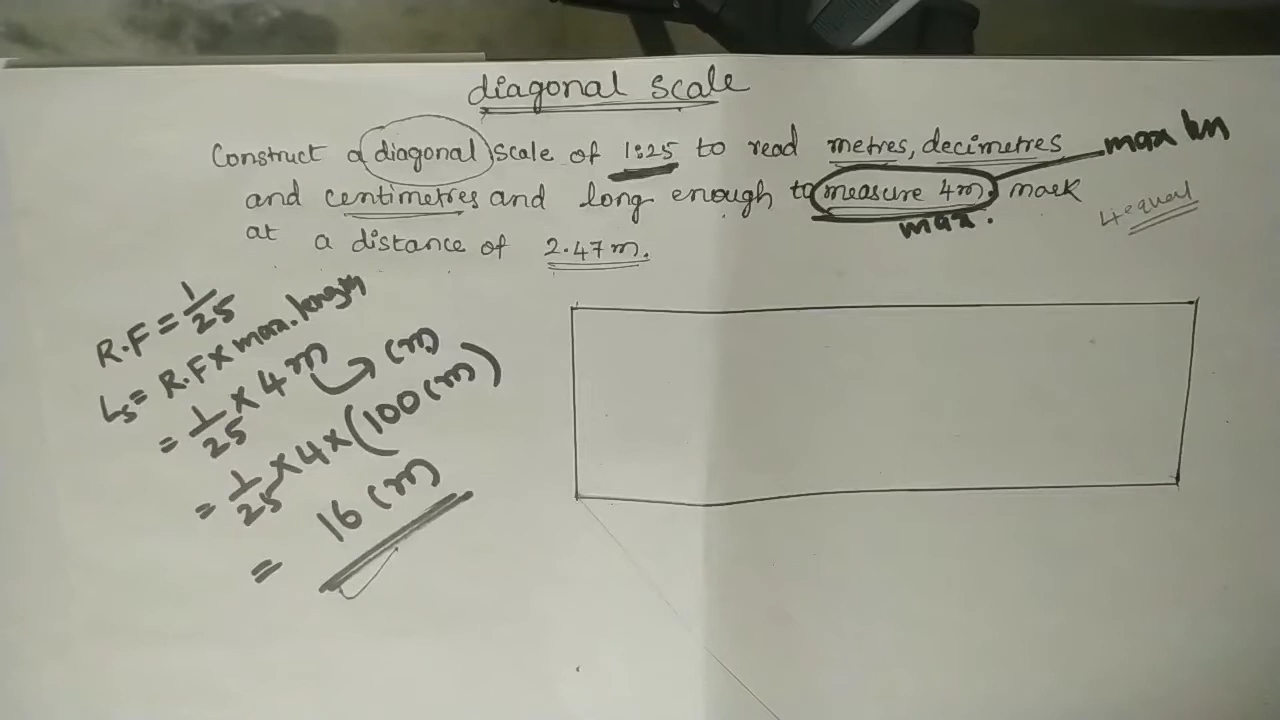 diagonal scale
Construct a diagonal scale of 1:25 to read metres, decimetres
and centimetres and long enough to measure 4m. mark
at a distance of 2.47m.
max len
max.
4 equal
R.F = 1/25
Ls = R.F X max. length
= 1/25 X 4 m cm
= 1/25 X 4 X (100 cm)
= 16 cm